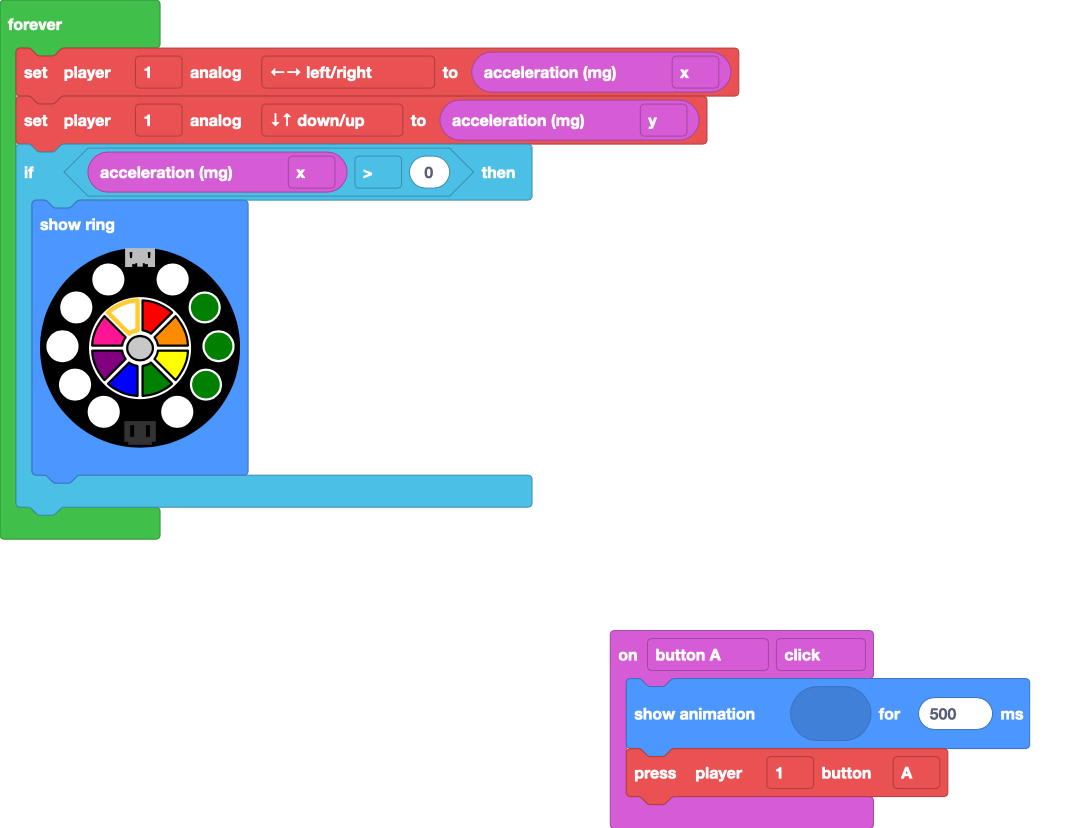 forever
set player 1 analog ←→ left/right to acceleration (mg) x
set player 1 analog ↓↑ down/up to acceleration (mg) y
if acceleration (mg) x > 0 then
show ring
on button A click
show animation for 500 ms
press player 1 button A